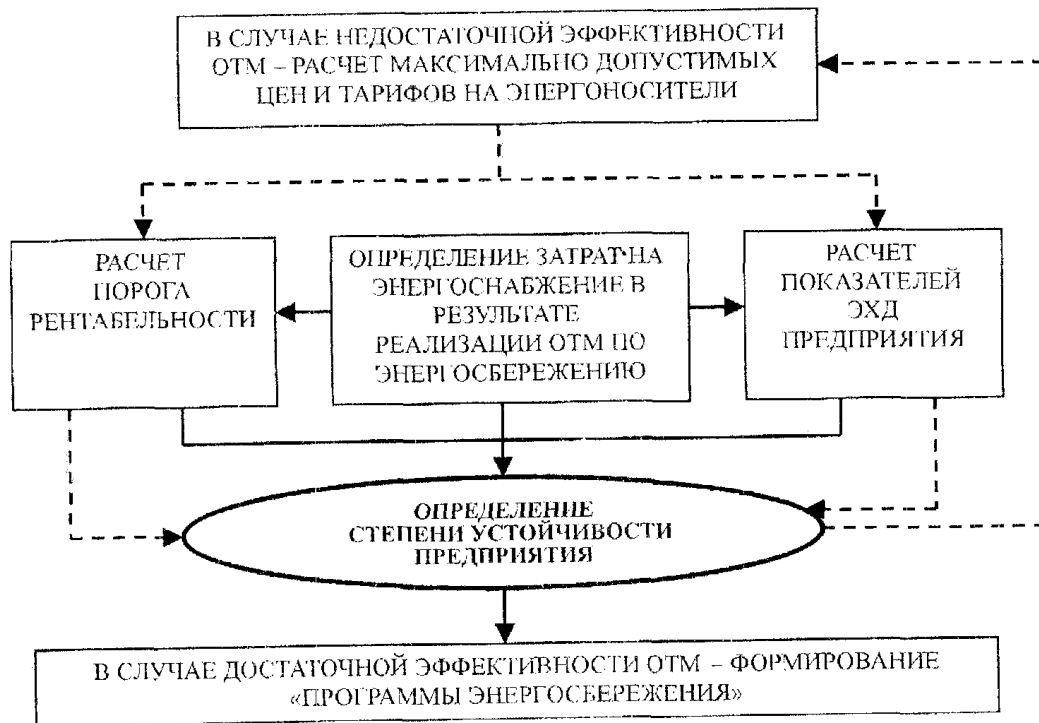 В СЛУЧАЕ НЕДОСТАТОЧНОЙ ЭФФЕКТИВНОСТИ
ОТМ – РАСЧЕТ МАКСИМАЛЬНО ДОПУСТИМЫХ
ЦЕН И ТАРИФОВ НА ЭНЕРГОНОСИТЕЛИ
РАСЧЕТ
ПОРОГА
РЕНТАБЕЛЬНОСТИ
ОПРЕДЕЛЕНИЕ ЗАТРАТ НА
ЭНЕРГОСНАБЖЕНИЕ В
РЕЗУЛЬТАТЕ
РЕАЛИЗАЦИИ ОТМ ПО
ЭНЕРГОСБЕРЕЖЕНИЮ
РАСЧЕТ
ПОКАЗАТЕЛЕЙ
ЭХД
ПРЕДПРИЯТИЯ
ОПРЕДЕЛЕНИЕ
СТЕПЕНИ УСТОЙЧИВОСТИ
ПРЕДПРИЯТИЯ
В СЛУЧАЕ ДОСТАТОЧНОЙ ЭФФЕКТИВНОСТИ ОТМ – ФОРМИРОВАНИЕ
«ПРОГРАММЫ ЭНЕРГОСБЕРЕЖЕНИЯ»